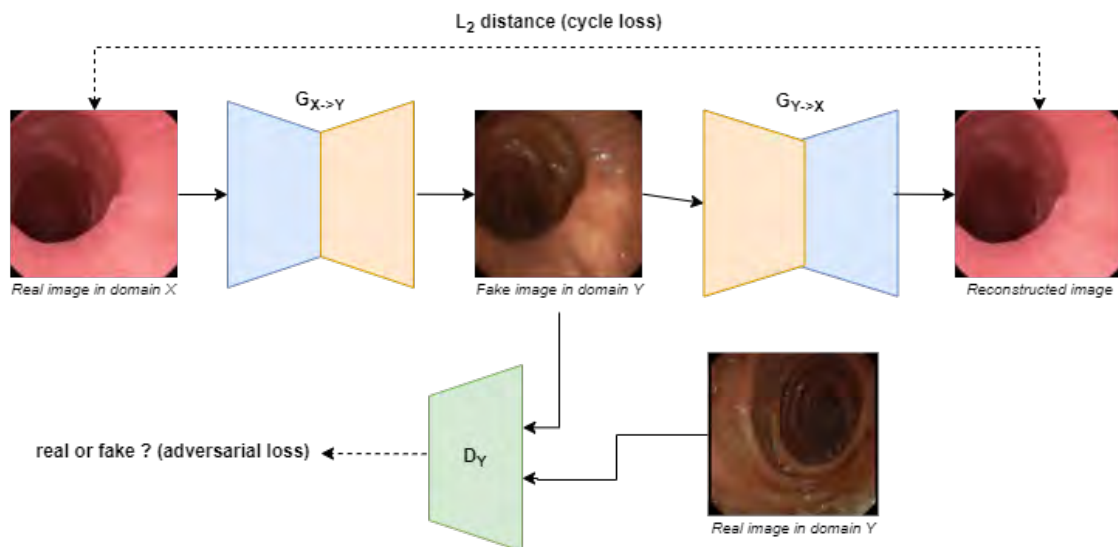 L2 distance (cycle loss)
GX->Y
GY->X
Real image in domain X
Fake image in domain Y
Reconstructed image
real or fake ? (adversarial loss)
DY
Real image in domain Y